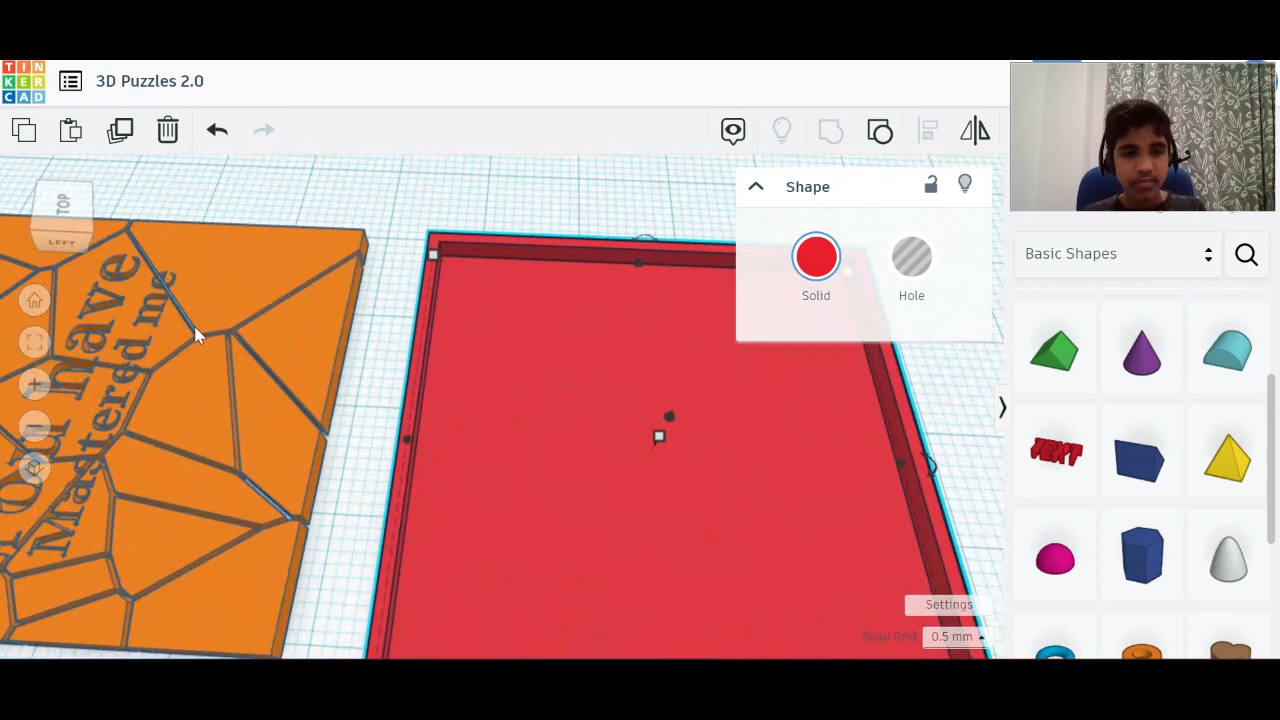 TIN
KER
CAD
3D Puzzles 2.0
Shape
Solid
Hole
Basic Shapes
TOP
LEFT
have
Mastered me
TEXT
Settings
Snap Grid 0.5 mm